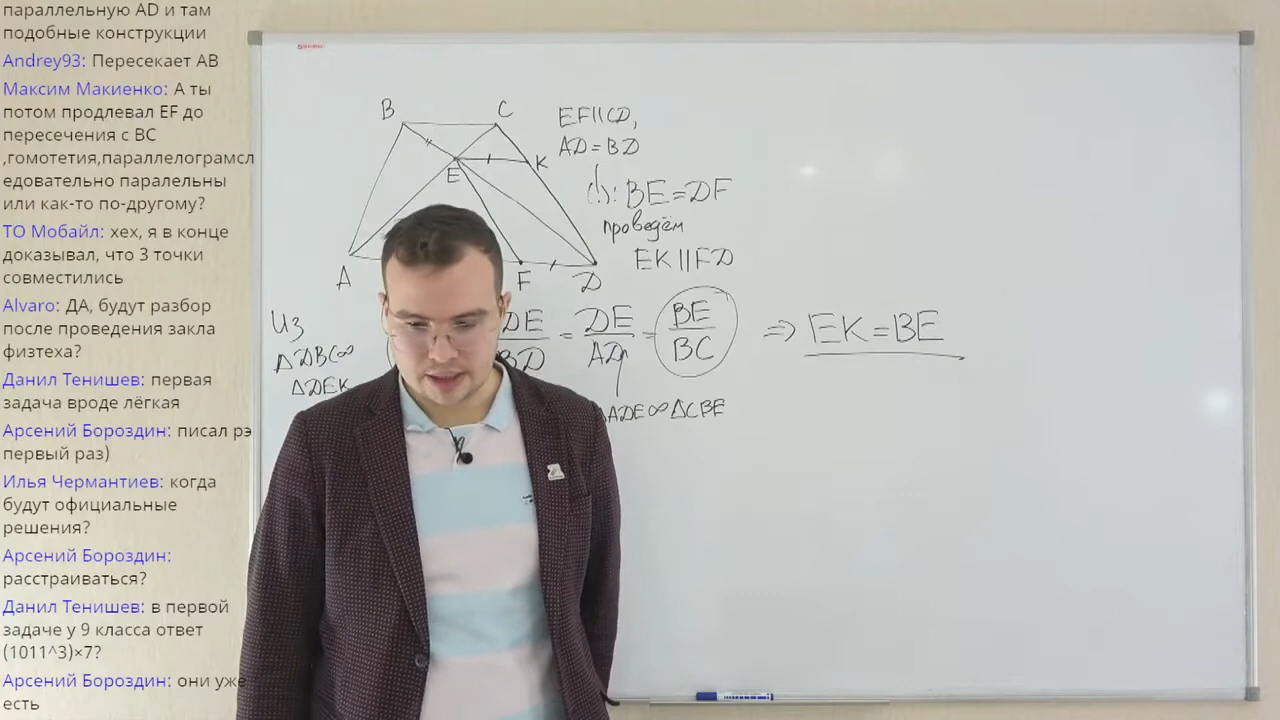 параллельную AD и там
подобные конструкции
Andrey93: Пересекает АВ
Максим Макиенко: А ты
потом продлевал EF до
пересечения с BC
,гомотетия,параллелограмсл
едовательно паралельны
или как-то по-другому?
ТО Мобайл: хех, я в конце
доказывал, что 3 точки
совместились
Alvaro: ДА, будут разбор
после проведения закла
физтеха?
Данил Тенишев: первая
задача вроде лёгкая
Арсений Бороздин: писал рэ
первый раз)
Илья Чермантиев: когда
будут официальные
решения?
Арсений Бороздин:
расстраиваться?
Данил Тенишев: в первой
задаче у 9 класса ответ
(1011^3)×7?
Арсений Бороздин: они уже
есть
B C
E K
A F D
EF||CD,
AD=BD
(!): BE=DF
проведём
EK||FD
Из
△DBC∞
△DEK
DE/BD = DE/AD = BE/BC ⇒ EK=BE
△ADE∞△CBE